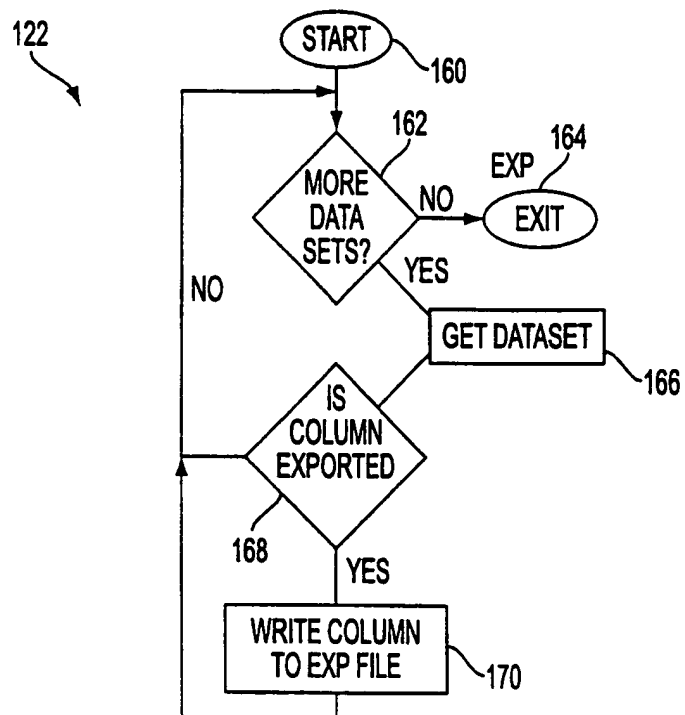 START
122
160
162
164
EXP
MORE
DATA
SETS?
NO
EXIT
YES
NO
GET DATASET
166
IS
COLUMN
EXPORTED
168
YES
WRITE COLUMN
TO EXP FILE
170